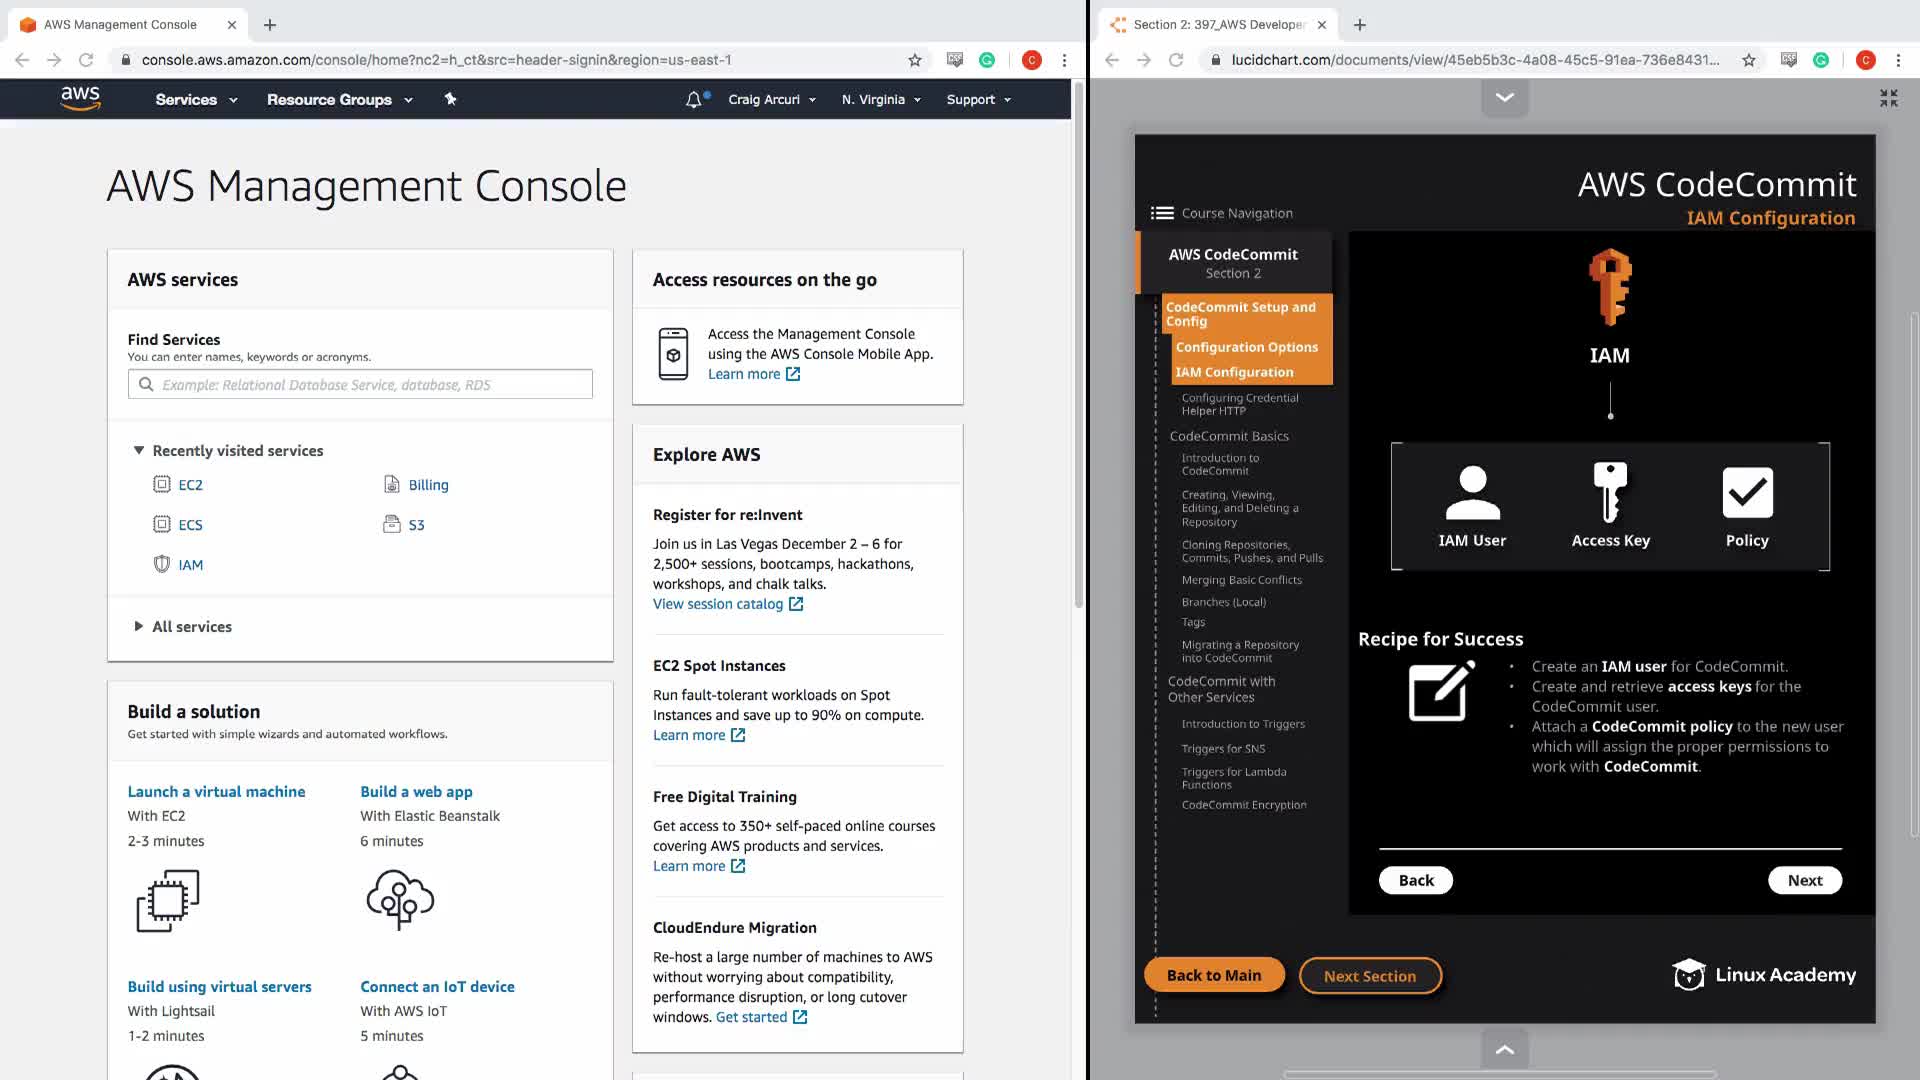 AWS Management Console
console.aws.amazon.com/console/home?nc2=h_ct&src=header-signin&region=us-east-1
C
aws
Services
Resource Groups
Craig Arcuri
N. Virginia
Support
AWS Management Console
AWS services
Find Services
You can enter names, keywords or acronyms.
Example: Relational Database Service, database, RDS
Recently visited services
EC2
Billing
ECS
S3
IAM
All services
Build a solution
Get started with simple wizards and automated workflows.
Launch a virtual machine
With EC2
2-3 minutes
Build a web app
With Elastic Beanstalk
6 minutes
Build using virtual servers
With Lightsail
1-2 minutes
Connect an IoT device
With AWS IoT
5 minutes
Access resources on the go
Access the Management Console
using the AWS Console Mobile App.
Learn more
Explore AWS
Register for re:Invent
Join us in Las Vegas December 2 – 6 for
2,500+ sessions, bootcamps, hackathons,
workshops, and chalk talks.
View session catalog
EC2 Spot Instances
Run fault-tolerant workloads on Spot
Instances and save up to 90% on compute.
Learn more
Free Digital Training
Get access to 350+ self-paced online courses
covering AWS products and services.
Learn more
CloudEndure Migration
Re-host a large number of machines to AWS
without worrying about compatibility,
performance disruption, or long cutover
windows. Get started
Section 2: 397_AWS Developer
lucidchart.com/documents/view/45eb5b3c-4a08-45c5-91ea-736e8431...
C
AWS CodeCommit
IAM Configuration
Course Navigation
AWS CodeCommit
Section 2
CodeCommit Setup and
Config
Configuration Options
IAM Configuration
Configuring Credential
Helper HTTP
CodeCommit Basics
Introduction to
CodeCommit
Creating, Viewing,
Editing, and Deleting a
Repository
Cloning Repositories,
Commits, Pushes, and Pulls
Merging Basic Conflicts
Branches (Local)
Tags
Migrating a Repository
into CodeCommit
CodeCommit with
Other Services
Introduction to Triggers
Triggers for SNS
Triggers for Lambda
Functions
CodeCommit Encryption
IAM
IAM User
Access Key
Policy
Recipe for Success
• Create an IAM user for CodeCommit.
• Create and retrieve access keys for the
CodeCommit user.
• Attach a CodeCommit policy to the new user
which will assign the proper permissions to
work with CodeCommit.
Back
Next
Back to Main
Next Section
Linux Academy